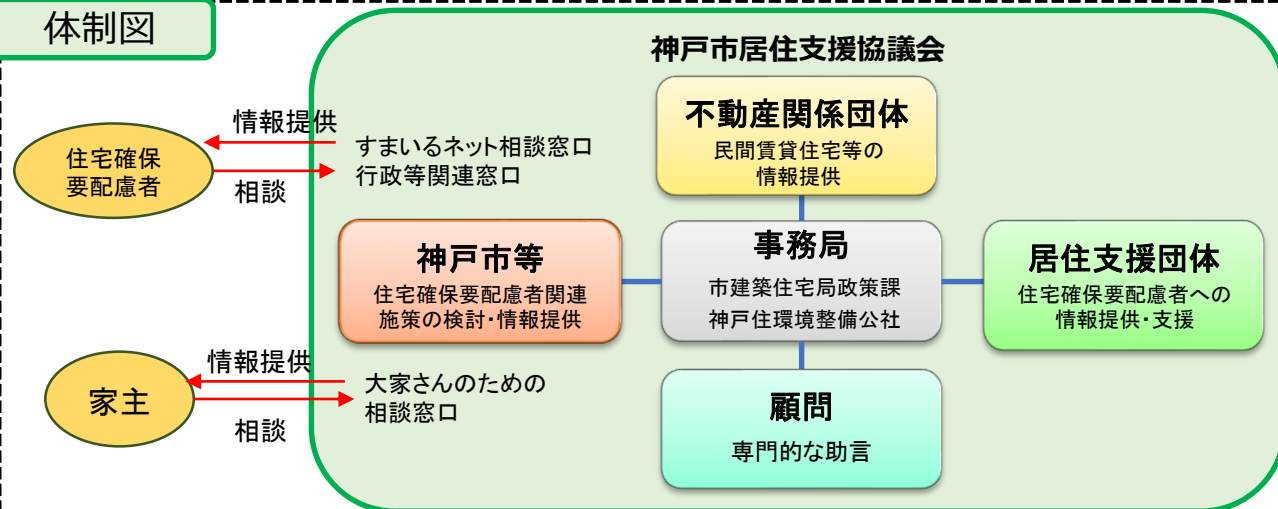 体制図
神戸市居住支援協議会
不動産関係団体
民間賃貸住宅等の
情報提供
情報提供
住宅確保
要配慮者
相談
すまいるネット相談窓口
行政等関連窓口
神戸市等
住宅確保要配慮者関連
施策の検討・情報提供
事務局
市建築住宅局政策課
神戸住環境整備公社
居住支援団体
住宅確保要配慮者への
情報提供・支援
情報提供
家主
相談
大家さんのための
相談窓口
顧問
専門的な助言